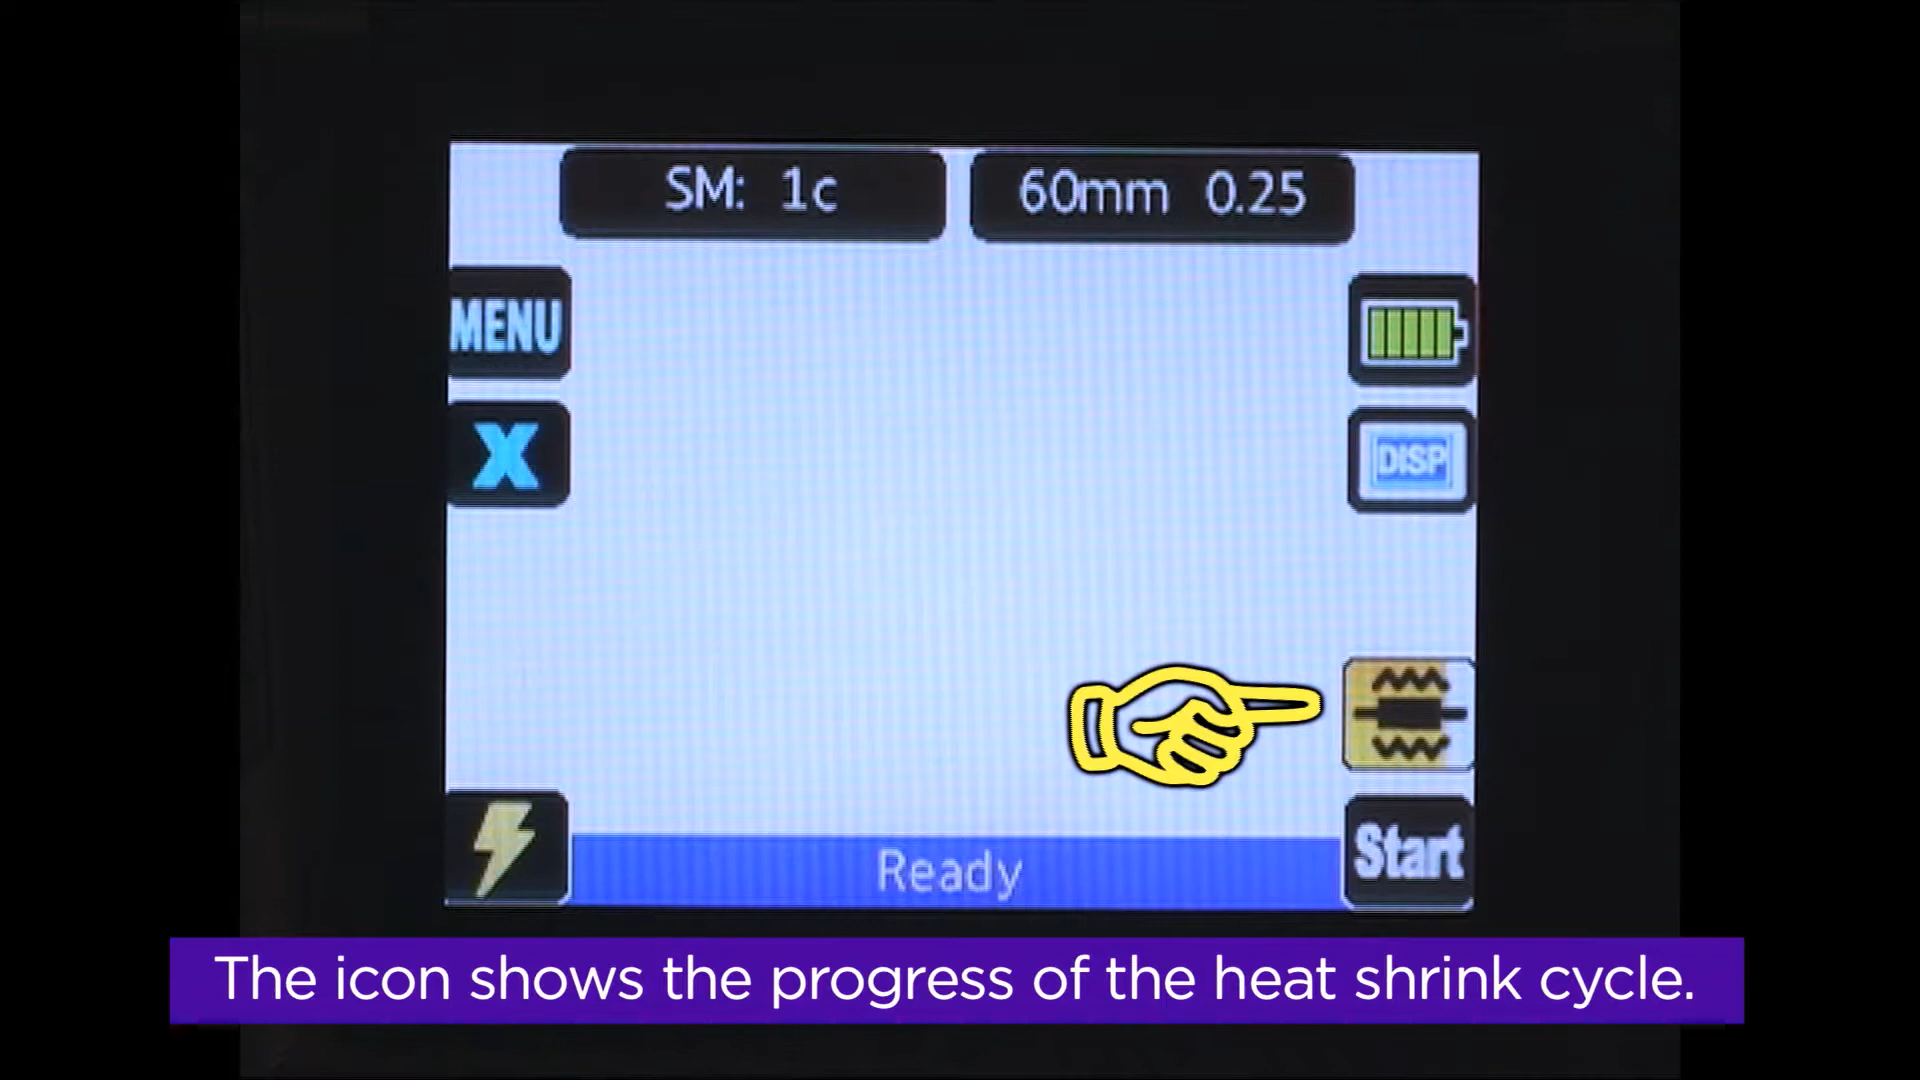 SM: 1c
60mm 0.25
MENU
X
DISP
Ready
Start
The icon shows the progress of the heat shrink cycle.